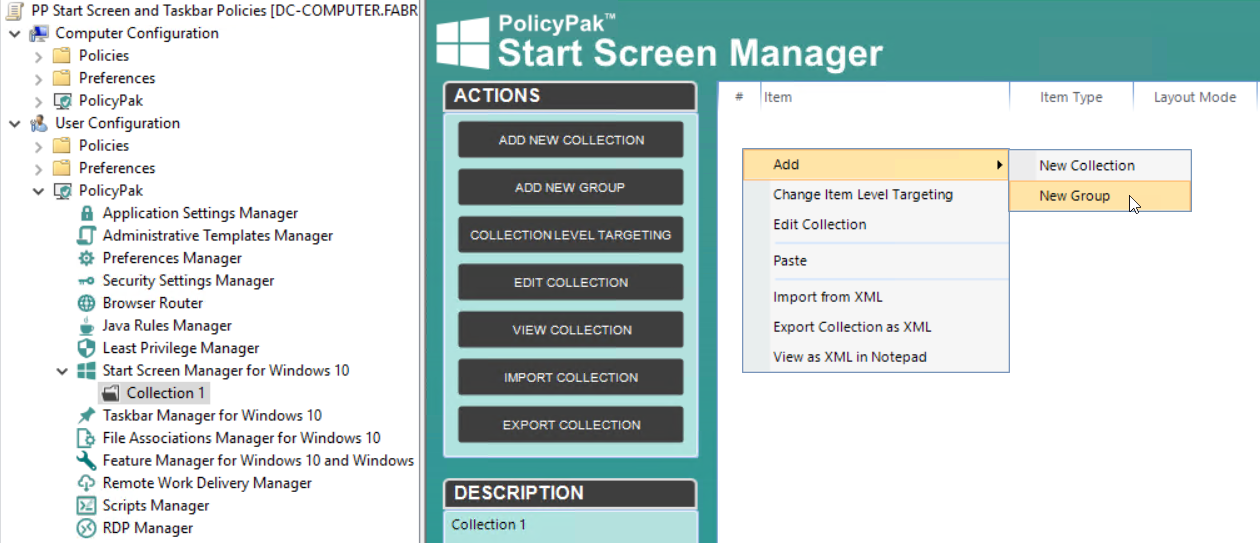 PP Start Screen and Taskbar Policies [DC-COMPUTER.FABR
Computer Configuration
Policies
Preferences
PolicyPak
User Configuration
Policies
Preferences
PolicyPak
Application Settings Manager
Administrative Templates Manager
Preferences Manager
Security Settings Manager
Browser Router
Java Rules Manager
Least Privilege Manager
Start Screen Manager for Windows 10
Collection 1
Taskbar Manager for Windows 10
File Associations Manager for Windows 10
Feature Manager for Windows 10 and Windows
Remote Work Delivery Manager
Scripts Manager
RDP Manager
PolicyPak™
Start Screen Manager
ACTIONS
ADD NEW COLLECTION
ADD NEW GROUP
COLLECTION LEVEL TARGETING
EDIT COLLECTION
VIEW COLLECTION
IMPORT COLLECTION
EXPORT COLLECTION
DESCRIPTION
Collection 1
# Item Item Type Layout Mode
Add
Change Item Level Targeting
Edit Collection
Paste
Import from XML
Export Collection as XML
View as XML in Notepad
New Collection
New Group